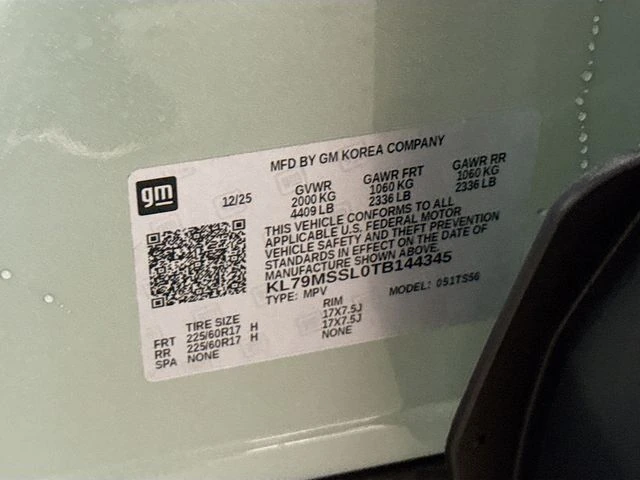 MFD BY GM KOREA COMPANY
gm
12/25
GVWR GAWR FRT GAWR RR
2000 KG 1060 KG 1060 KG
4409 LB 2336 LB 2336 LB
THIS VEHICLE CONFORMS TO ALL
APPLICABLE U.S. FEDERAL MOTOR
VEHICLE SAFETY AND THEFT PREVENTION
STANDARDS IN EFFECT ON THE DATE OF
MANUFACTURE SHOWN ABOVE.
KL79MSSL0TB144345
TYPE: MPV MODEL: 051TS56
TIRE SIZE RIM
FRT 225/60R17 H 17X7.5J
RR 225/60R17 H 17X7.5J
SPA NONE NONE